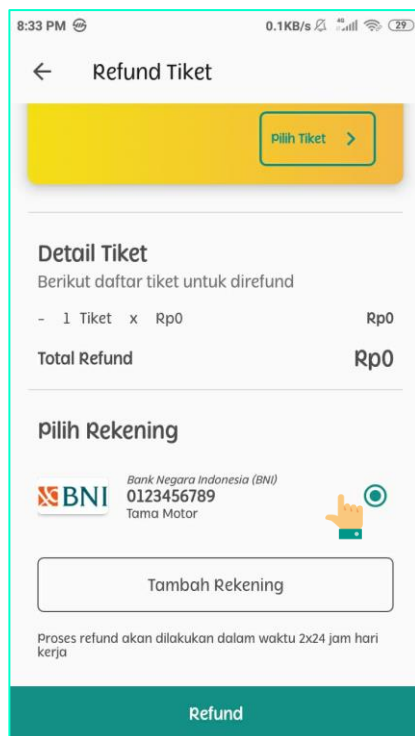 8:33 PM 0.1KB/s 4G 29
Refund Tiket
Pilih Tiket
Detail Tiket
Berikut daftar tiket untuk direfund
- 1 Tiket x Rp0 Rp0
Total Refund Rp0
Pilih Rekening
Bank Negara Indonesia (BNI)
BNI 0123456789
Tama Motor
Tambah Rekening
Proses refund akan dilakukan dalam waktu 2x24 jam hari
kerja
Refund